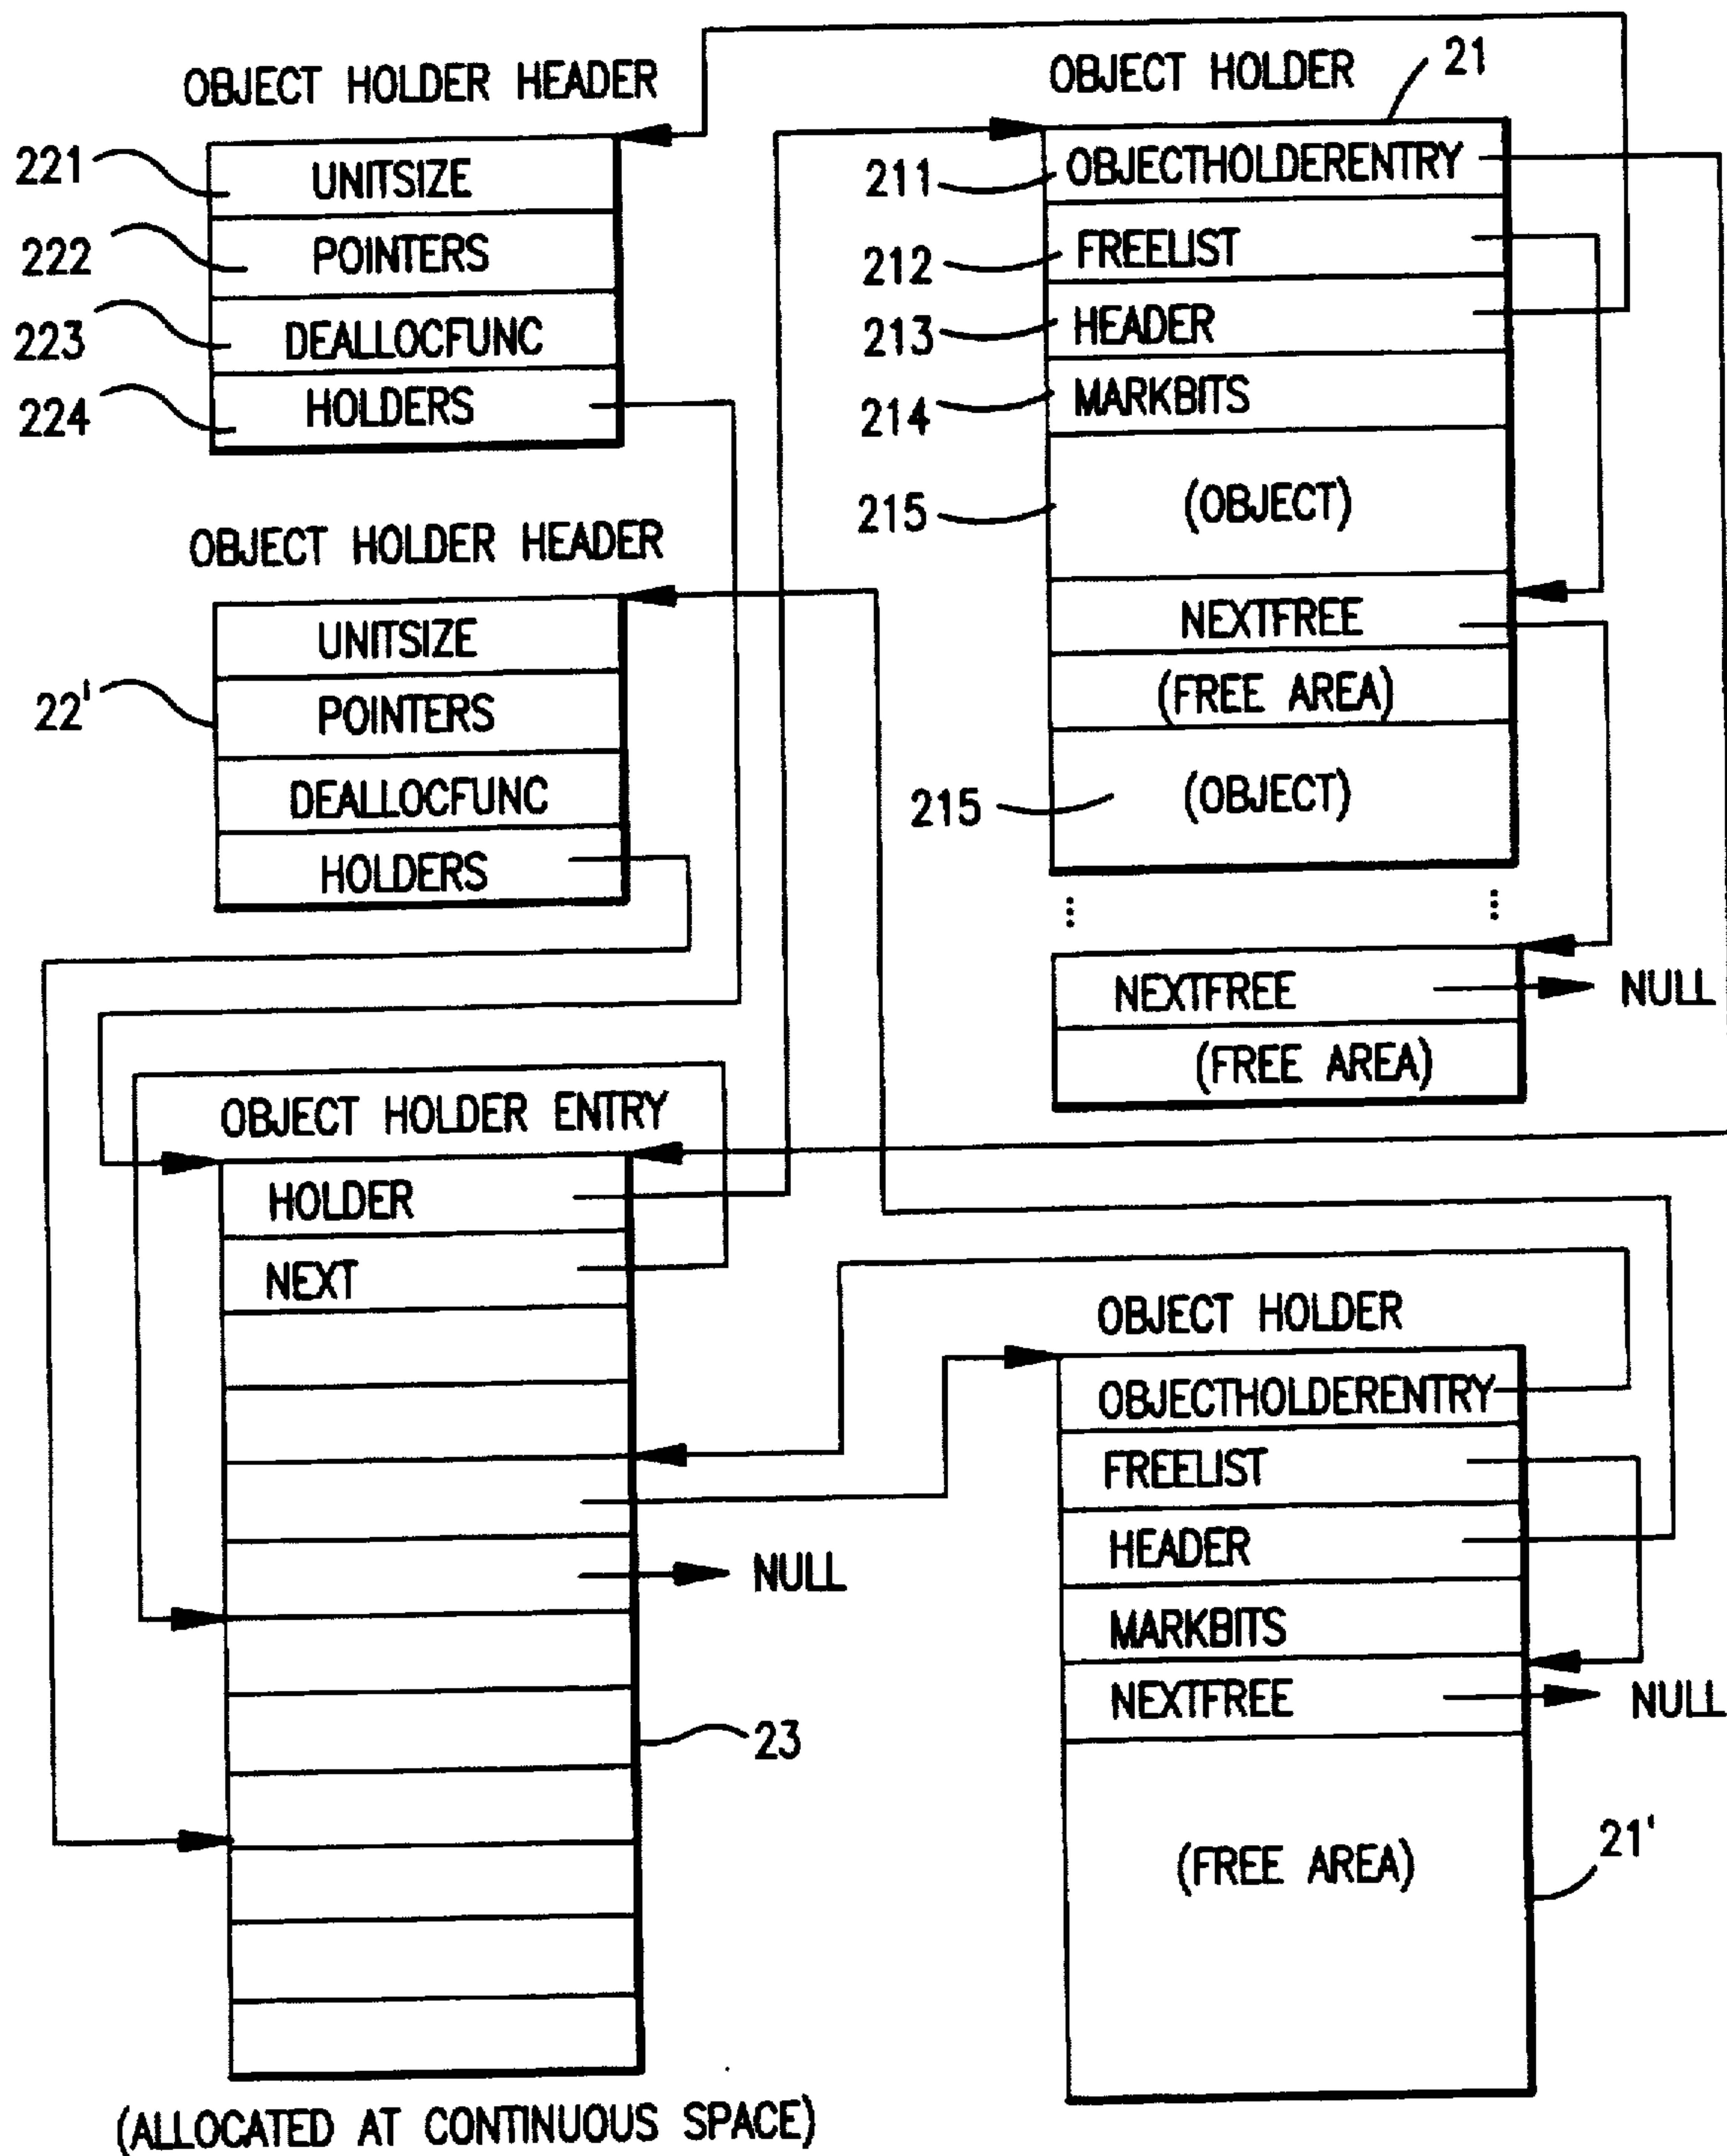 OBJECT HOLDER HEADER
221
UNITSIZE
222
POINTERS
223
DEALLOCFUNC
224
HOLDERS
OBJECT HOLDER
21
211
OBJECTHOLDERENTRY
212
FREELIST
213
HEADER
214
MARKBITS
215
(OBJECT)
NEXTFREE
(FREE AREA)
215
(OBJECT)
...
...
NEXTFREE
NULL
(FREE AREA)
OBJECT HOLDER HEADER
UNITSIZE
22'
POINTERS
DEALLOCFUNC
HOLDERS
OBJECT HOLDER ENTRY
HOLDER
NEXT
NULL
23
(ALLOCATED AT CONTINUOUS SPACE)
OBJECT HOLDER
OBJECTHOLDERENTRY
FREELIST
HEADER
MARKBITS
NEXTFREE
NULL
(FREE AREA)
21'